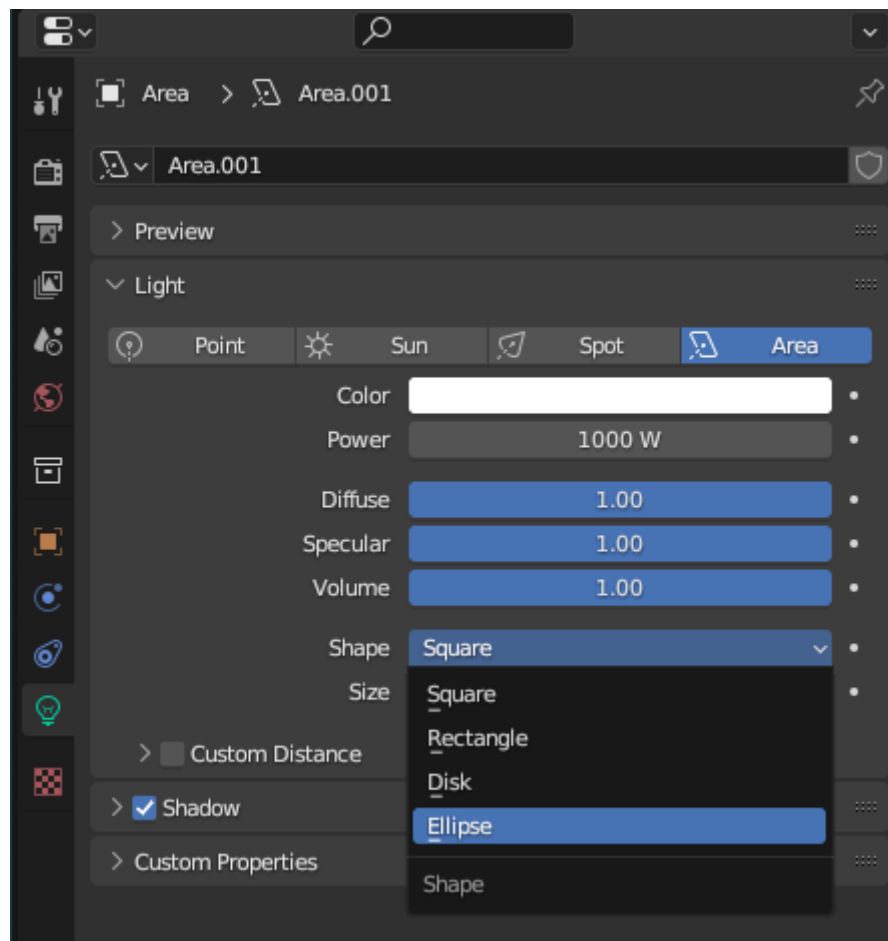 Area > Area.001
Area.001
Preview
Light
Point Sun Spot Area
Color
Power 1000 W
Diffuse 1.00
Specular 1.00
Volume 1.00
Shape Square
Size
Square
Rectangle
Disk
Ellipse
Shape
Custom Distance
Shadow
Custom Properties